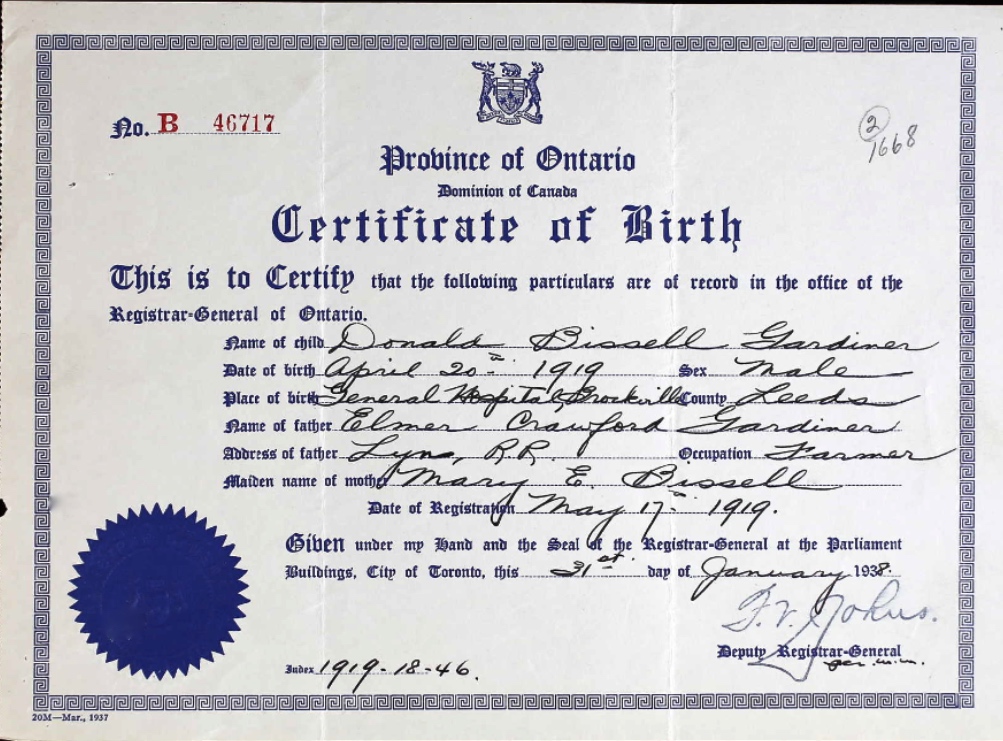 No. B 46717
2
1668
Province of Ontario
Dominion of Canada
Certificate of Birth
This is to Certify that the following particulars are of record in the office of the
Registrar-General of Ontario.
Name of child Donald Bissell Gardiner
Date of birth April 20th 1919 Sex Male
Place of birth General Hospital, Brockville County Leeds
Name of father Elmer Crawford Gardiner
Address of father Lyn, R.R. Occupation Farmer
Maiden name of mother Mary E. Bissell
Date of Registration May 17th 1919.
Given under my Hand and the Seal of the Registrar-General at the Parliament
Buildings, City of Toronto, this 31st day of January 1938.
F. V. Johns.
Deputy Registrar-General
per. m.m.
Index 1919-18-46.
20M—Mar., 1937